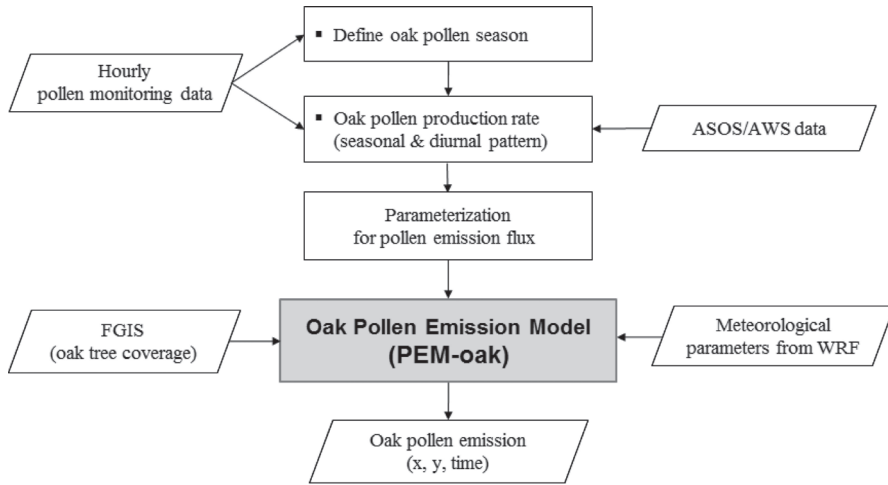 ▪ Define oak pollen season
Hourly
pollen monitoring data
▪ Oak pollen production rate
(seasonal & diurnal pattern)
ASOS/AWS data
Parameterization
for pollen emission flux
FGIS
(oak tree coverage)
Oak Pollen Emission Model
(PEM-oak)
Meteorological
parameters from WRF
Oak pollen emission
(x, y, time)